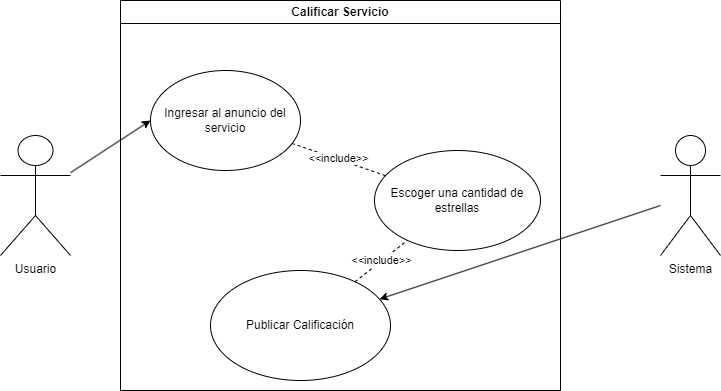 Calificar Servicio
Ingresar al anuncio del
servicio
<<include>>
Escoger una cantidad de
estrellas
<<include>>
Publicar Calificación
Usuario
Sistema